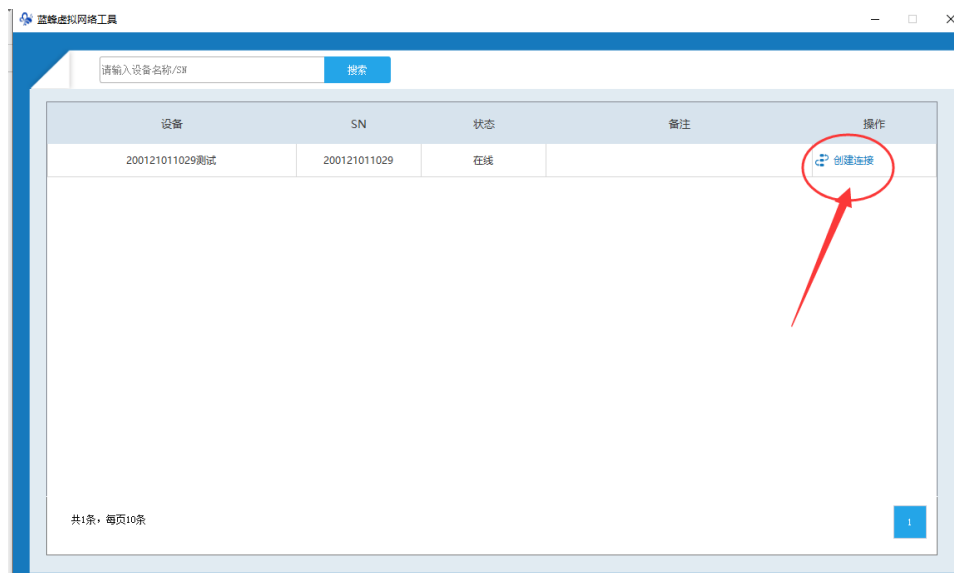 蓝蜂虚拟网络工具
请输入设备名称/SN 搜索
设备 SN 状态 备注 操作
200121011029测试 200121011029 在线 创建连接
共1条，每页10条 1